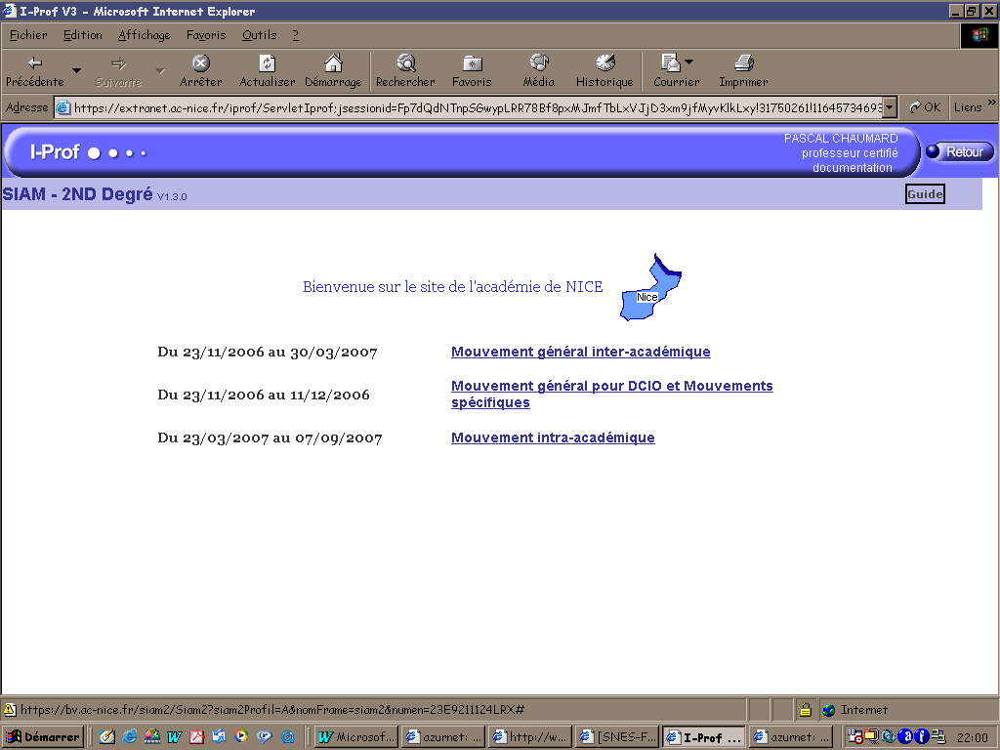 I-Prof V3 - Microsoft Internet Explorer
Fichier Edition Affichage Favoris Outils ?
Précédente Suivante Arrêter Actualiser Démarrage Rechercher Favoris Média Historique Courrier Imprimer
Adresse https://extranet.ac-nice.fr/iprof/ServletIprof;jsessionid=Fp7dQdNTnpSGwypLRR78Bf8pxMJmfTbLxVJjD3xm9jfMyvKlkLxy!31750261!1164573469 OK Liens »
I-Prof
PASCAL CHAUMARD
professeur certifié
documentation
Retour
SIAM - 2ND Degré V1.3.0 Guide
Bienvenue sur le site de l'académie de NICE
Nice
Du 23/11/2006 au 30/03/2007 Mouvement général inter-académique
Du 23/11/2006 au 11/12/2006 Mouvement général pour DCIO et Mouvements
spécifiques
Du 23/03/2007 au 07/09/2007 Mouvement intra-académique
https://bv.ac-nice.fr/siam2/Siam2?siam2Profil=A&nomFrame=siam2&numen=23E9211124LRX# Internet
Démarrer Microsof... azurnet: ... http://w... [SNES-F... I-Prof ... azurnet: ... 22:00